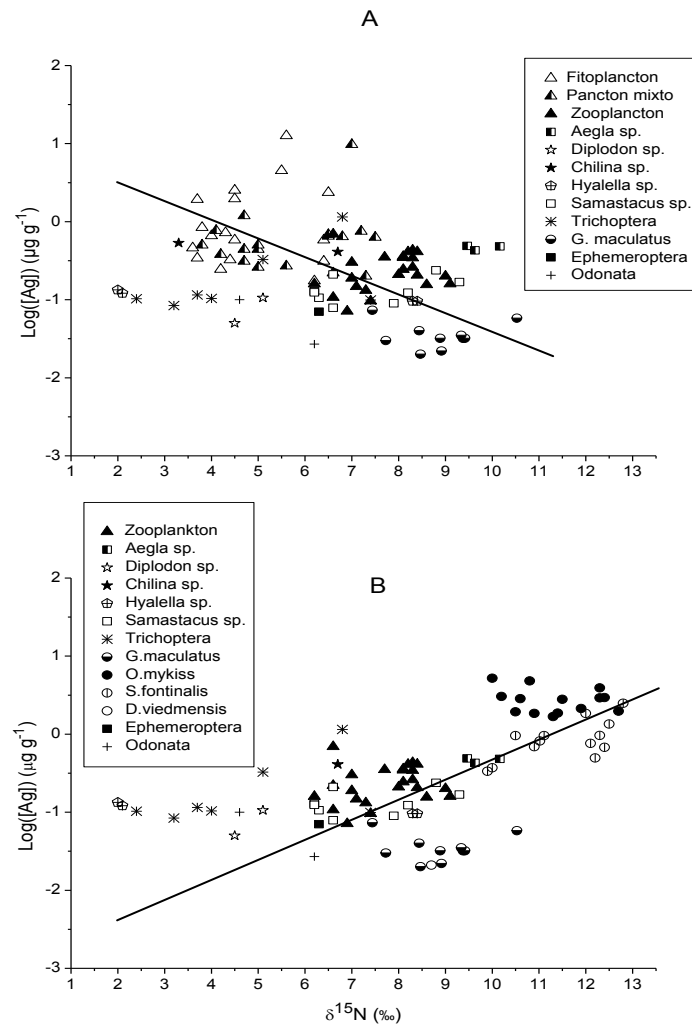 A
Fitoplancton
Pancton mixto
Zooplancton
Aegla sp.
Diplodon sp.
Chilina sp.
Hyalella sp.
Samastacus sp.
Trichoptera
G. maculatus
Ephemeroptera
Odonata
Log([Ag]) (μg g⁻¹)
2
1
0
-1
-2
-3
1 2 3 4 5 6 7 8 9 10 11 12 13
B
Zooplankton
Aegla sp.
Diplodon sp.
Chilina sp.
Hyalella sp.
Samastacus sp.
Trichoptera
G.maculatus
O.mykiss
S.fontinalis
D.viedmensis
Ephemeroptera
Odonata
Log([Ag]) (μg g⁻¹)
2
1
0
-1
-2
-3
1 2 3 4 5 6 7 8 9 10 11 12 13
δ¹⁵N (‰)